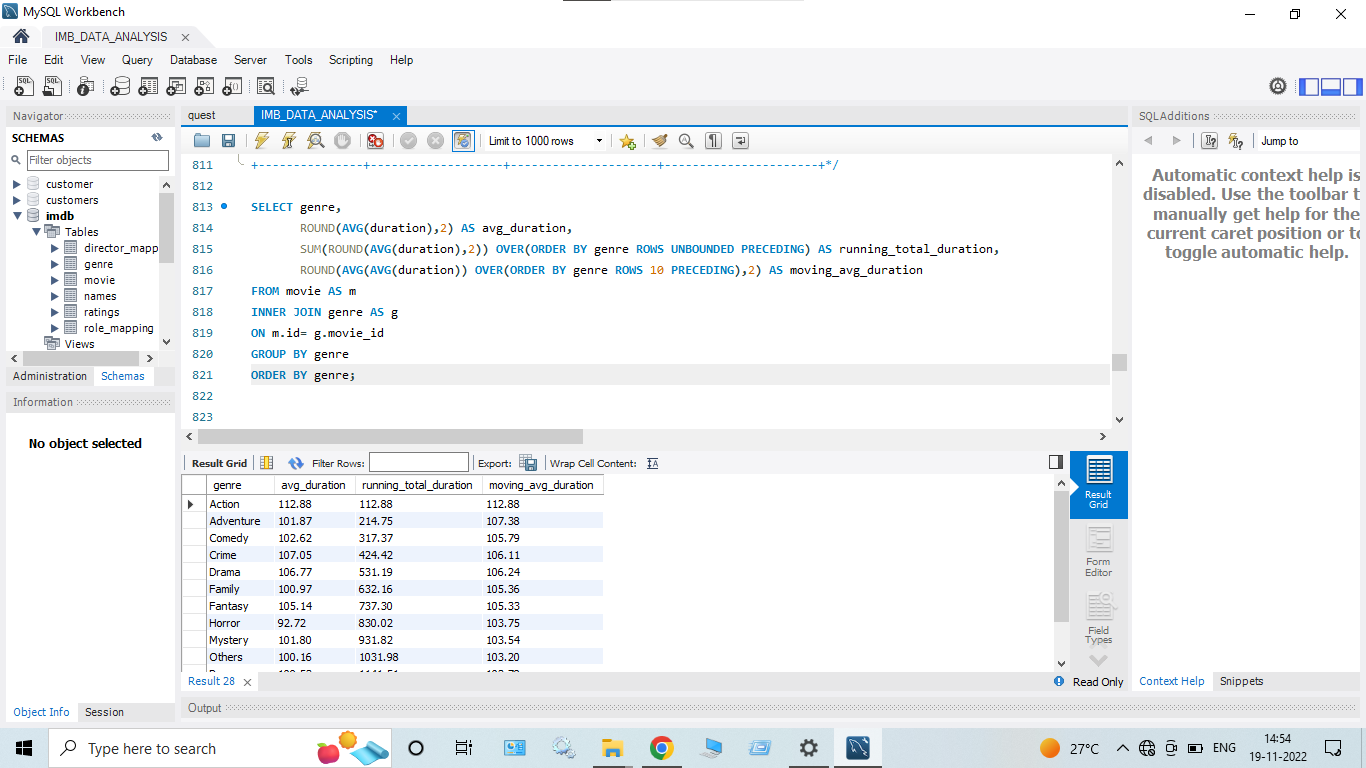 MySQL Workbench
IMB_DATA_ANALYSIS
File Edit View Query Database Server Tools Scripting Help
Navigator
SCHEMAS
Filter objects
customer
customers
imdb
Tables
director_mapp
genre
movie
names
ratings
role_mapping
Views
Administration Schemas
Information
No object selected
Object Info Session
quest IMB_DATA_ANALYSIS*
Limit to 1000 rows
811 +---------------+-------------------+---------------------+----------------------+*/
812
813 SELECT genre,
814 ROUND(AVG(duration),2) AS avg_duration,
815 SUM(ROUND(AVG(duration),2)) OVER(ORDER BY genre ROWS UNBOUNDED PRECEDING) AS running_total_duration,
816 ROUND(AVG(AVG(duration)) OVER(ORDER BY genre ROWS 10 PRECEDING),2) AS moving_avg_duration
817 FROM movie AS m
818 INNER JOIN genre AS g
819 ON m.id= g.movie_id
820 GROUP BY genre
821 ORDER BY genre;
822
823
Result Grid Filter Rows: Export: Wrap Cell Content:
genre avg_duration running_total_duration moving_avg_duration
Action 112.88 112.88 112.88
Adventure 101.87 214.75 107.38
Comedy 102.62 317.37 105.79
Crime 107.05 424.42 106.11
Drama 106.77 531.19 106.24
Family 100.97 632.16 105.36
Fantasy 105.14 737.30 105.33
Horror 92.72 830.02 103.75
Mystery 101.80 931.82 103.54
Others 100.16 1031.98 103.20
Result
Grid
Form
Editor
Field
Types
Result 28
Read Only
Output
SQLAdditions
Jump to
Automatic context help is
disabled. Use the toolbar t
manually get help for the
current caret position or to
toggle automatic help.
Context Help Snippets
Type here to search
27°C
ENG
14:54
19-11-2022